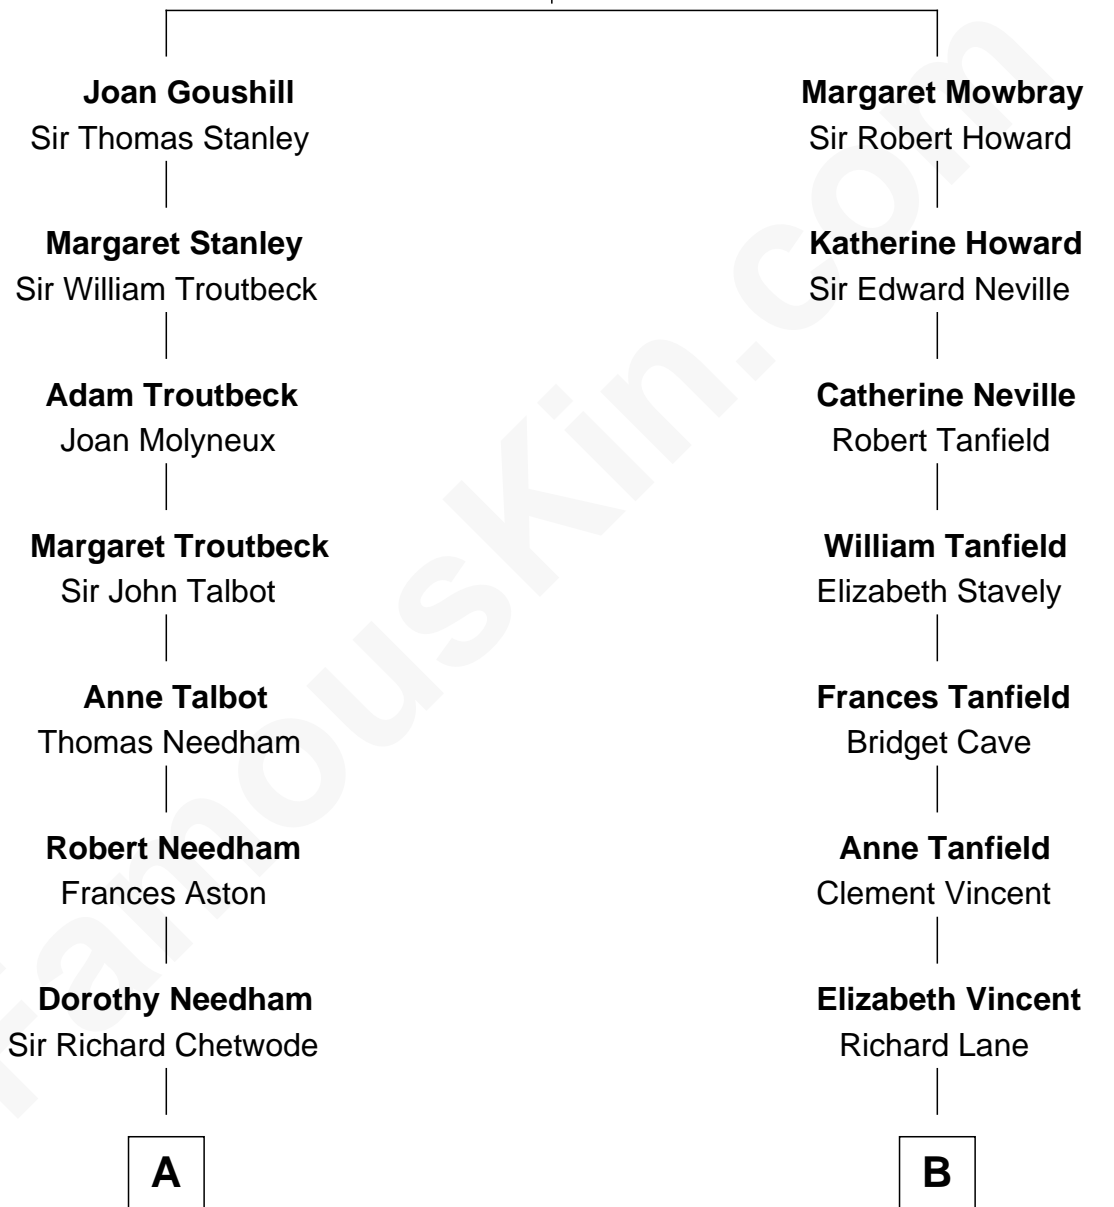 Joan Goushill
Sir Thomas Stanley
Margaret Stanley
Sir William Troutbeck
Adam Troutbeck
Joan Molyneux
Margaret Troutbeck
Sir John Talbot
Anne Talbot
Thomas Needham
Robert Needham
Frances Aston
Dorothy Needham
Sir Richard Chetwode
A
Margaret Mowbray
Sir Robert Howard
Katherine Howard
Sir Edward Neville
Catherine Neville
Robert Tanfield
William Tanfield
Elizabeth Stavely
Frances Tanfield
Bridget Cave
Anne Tanfield
Clement Vincent
Elizabeth Vincent
Richard Lane
B
FamousKin.com